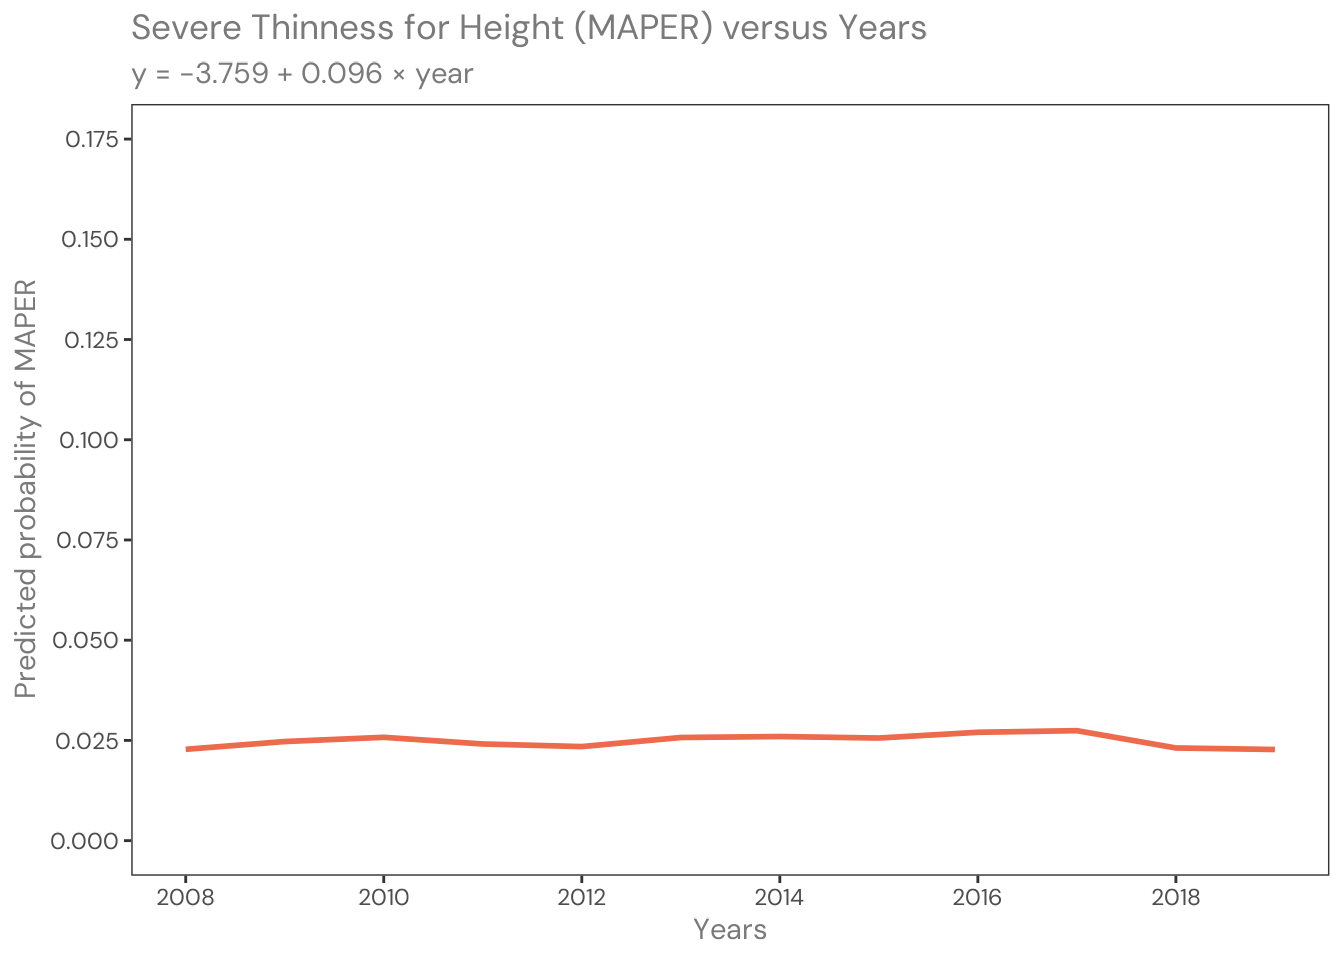 Severe Thinness for Height (MAPER) versus Years
y = −3.759 + 0.096 × year
Predicted probability of MAPER
0.175
0.150
0.125
0.100
0.075
0.050
0.025
0.000
2008 2010 2012 2014 2016 2018
Years